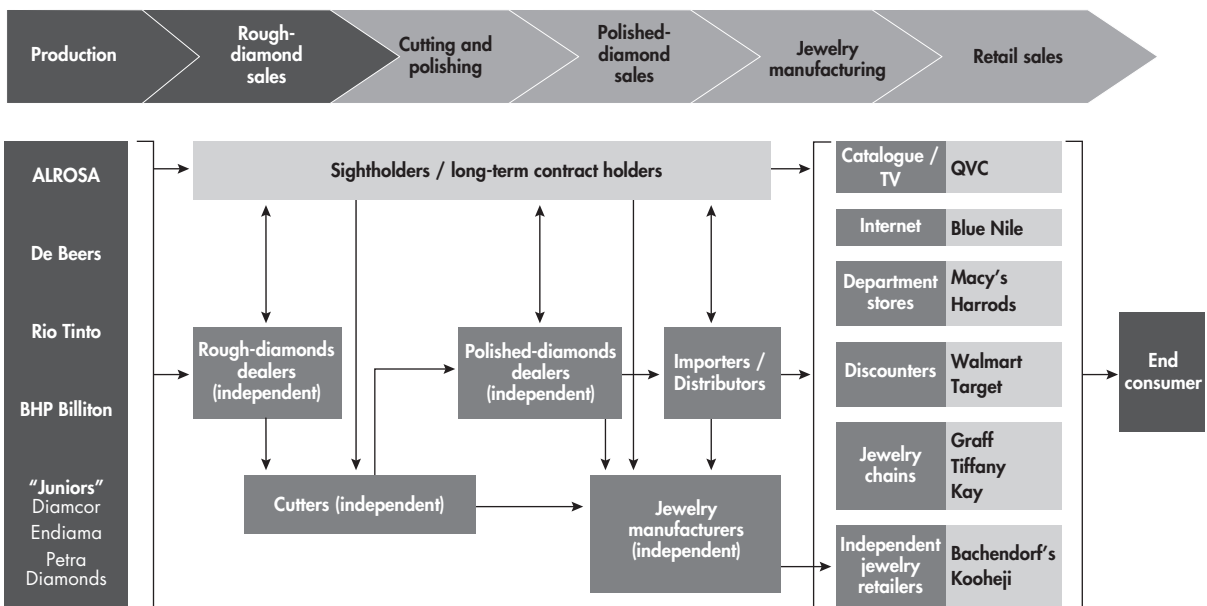 Production
Rough-
diamond
sales
Cutting and
polishing
Polished-
diamond
sales
Jewelry
manufacturing
Retail sales
ALROSA
De Beers
Rio Tinto
BHP Billiton
“Juniors”
Diamcor
Endiama
Petra
Diamonds
Sightholders / long-term contract holders
Rough-diamonds
dealers
(independent)
Polished-diamonds
dealers
(independent)
Importers /
Distributors
Cutters (independent)
Jewelry
manufacturers
(independent)
Catalogue /
TV
QVC
Internet
Blue Nile
Department
stores
Macy’s
Harrods
Discounters
Walmart
Target
Jewelry
chains
Graff
Tiffany
Kay
Independent
jewelry
retailers
Bachendorf’s
Kooheji
End
consumer